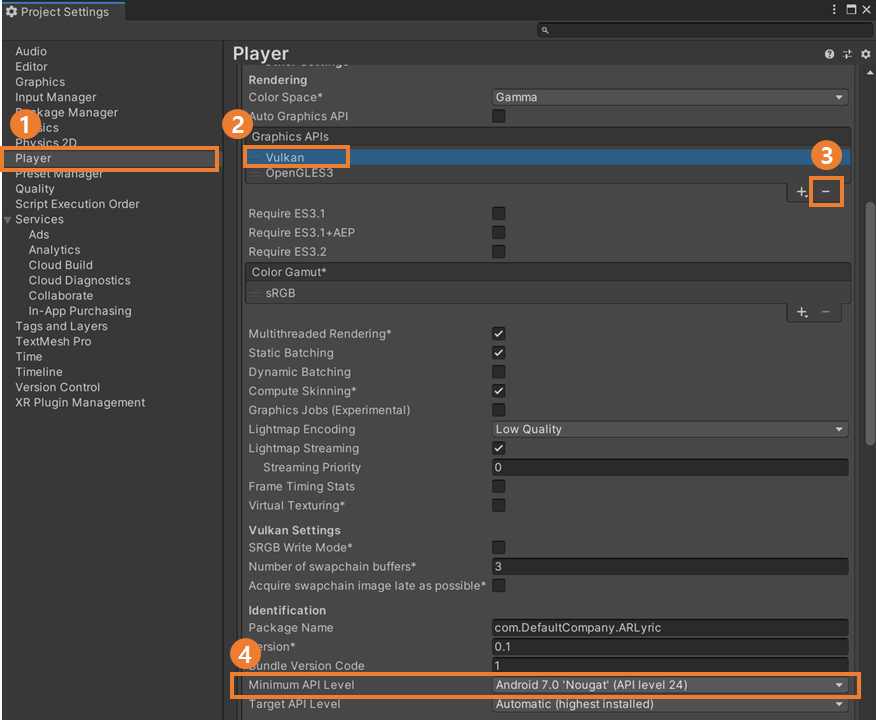 Project Settings
Audio
Editor
Graphics
Input Manager
Package Manager
1
Physics 2D
Player
Preset Manager
Quality
Script Execution Order
Services
Ads
Analytics
Cloud Build
Cloud Diagnostics
Collaborate
In-App Purchasing
Tags and Layers
TextMesh Pro
Time
Timeline
Version Control
XR Plugin Management
Player
Rendering
Color Space* Gamma
Auto Graphics API
2
Graphics APIs
Vulkan
3
OpenGLES3
Require ES3.1
Require ES3.1+AEP
Require ES3.2
Color Gamut*
sRGB
Multithreaded Rendering*
Static Batching
Dynamic Batching
Compute Skinning*
Graphics Jobs (Experimental)
Lightmap Encoding Low Quality
Lightmap Streaming
Streaming Priority 0
Frame Timing Stats
Virtual Texturing*
Vulkan Settings
SRGB Write Mode*
Number of swapchain buffers* 3
Acquire swapchain image late as possible*
Identification
Package Name com.DefaultCompany.ARLyric
Version* 0.1
4
Bundle Version Code 1
Minimum API Level Android 7.0 'Nougat' (API level 24)
Target API Level Automatic (highest installed)